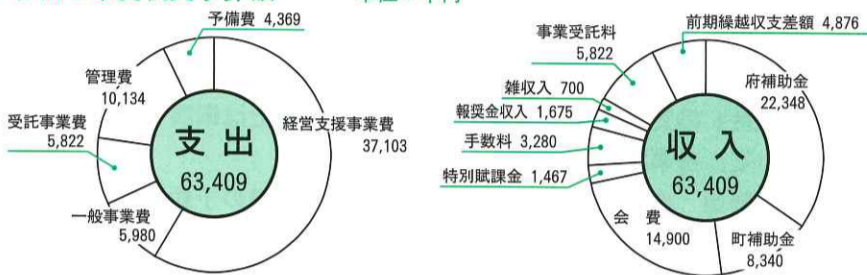 予備費 4,369
管理費
10,134
受託事業費
5,822
一般事業費
5,980
経営支援事業費
37,103
支出
63,409
前期繰越収支差額 4,876
事業受託料
5,822
雑収入 700
報奨金収入 1,675
手数料 3,280
特別賦課金 1,467
会費
14,900
町補助金
8,340
府補助金
22,348
収入
63,409